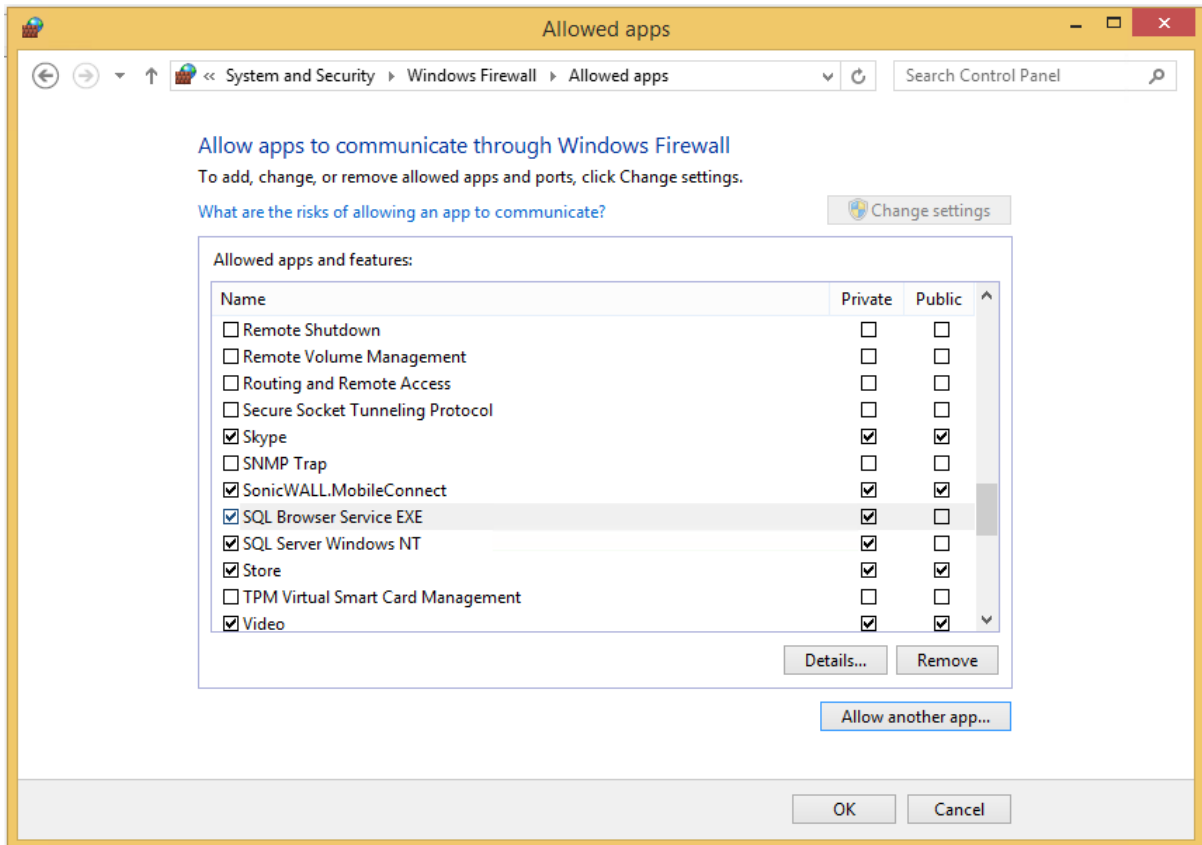 Allowed apps
« System and Security Windows Firewall Allowed apps Search Control Panel
Allow apps to communicate through Windows Firewall
To add, change, or remove allowed apps and ports, click Change settings.
What are the risks of allowing an app to communicate? Change settings
Allowed apps and features:
Name Private Public
Remote Shutdown
Remote Volume Management
Routing and Remote Access
Secure Socket Tunneling Protocol
Skype
SNMP Trap
SonicWALL.MobileConnect
SQL Browser Service EXE
SQL Server Windows NT
Store
TPM Virtual Smart Card Management
Video
Details... Remove
Allow another app...
OK Cancel